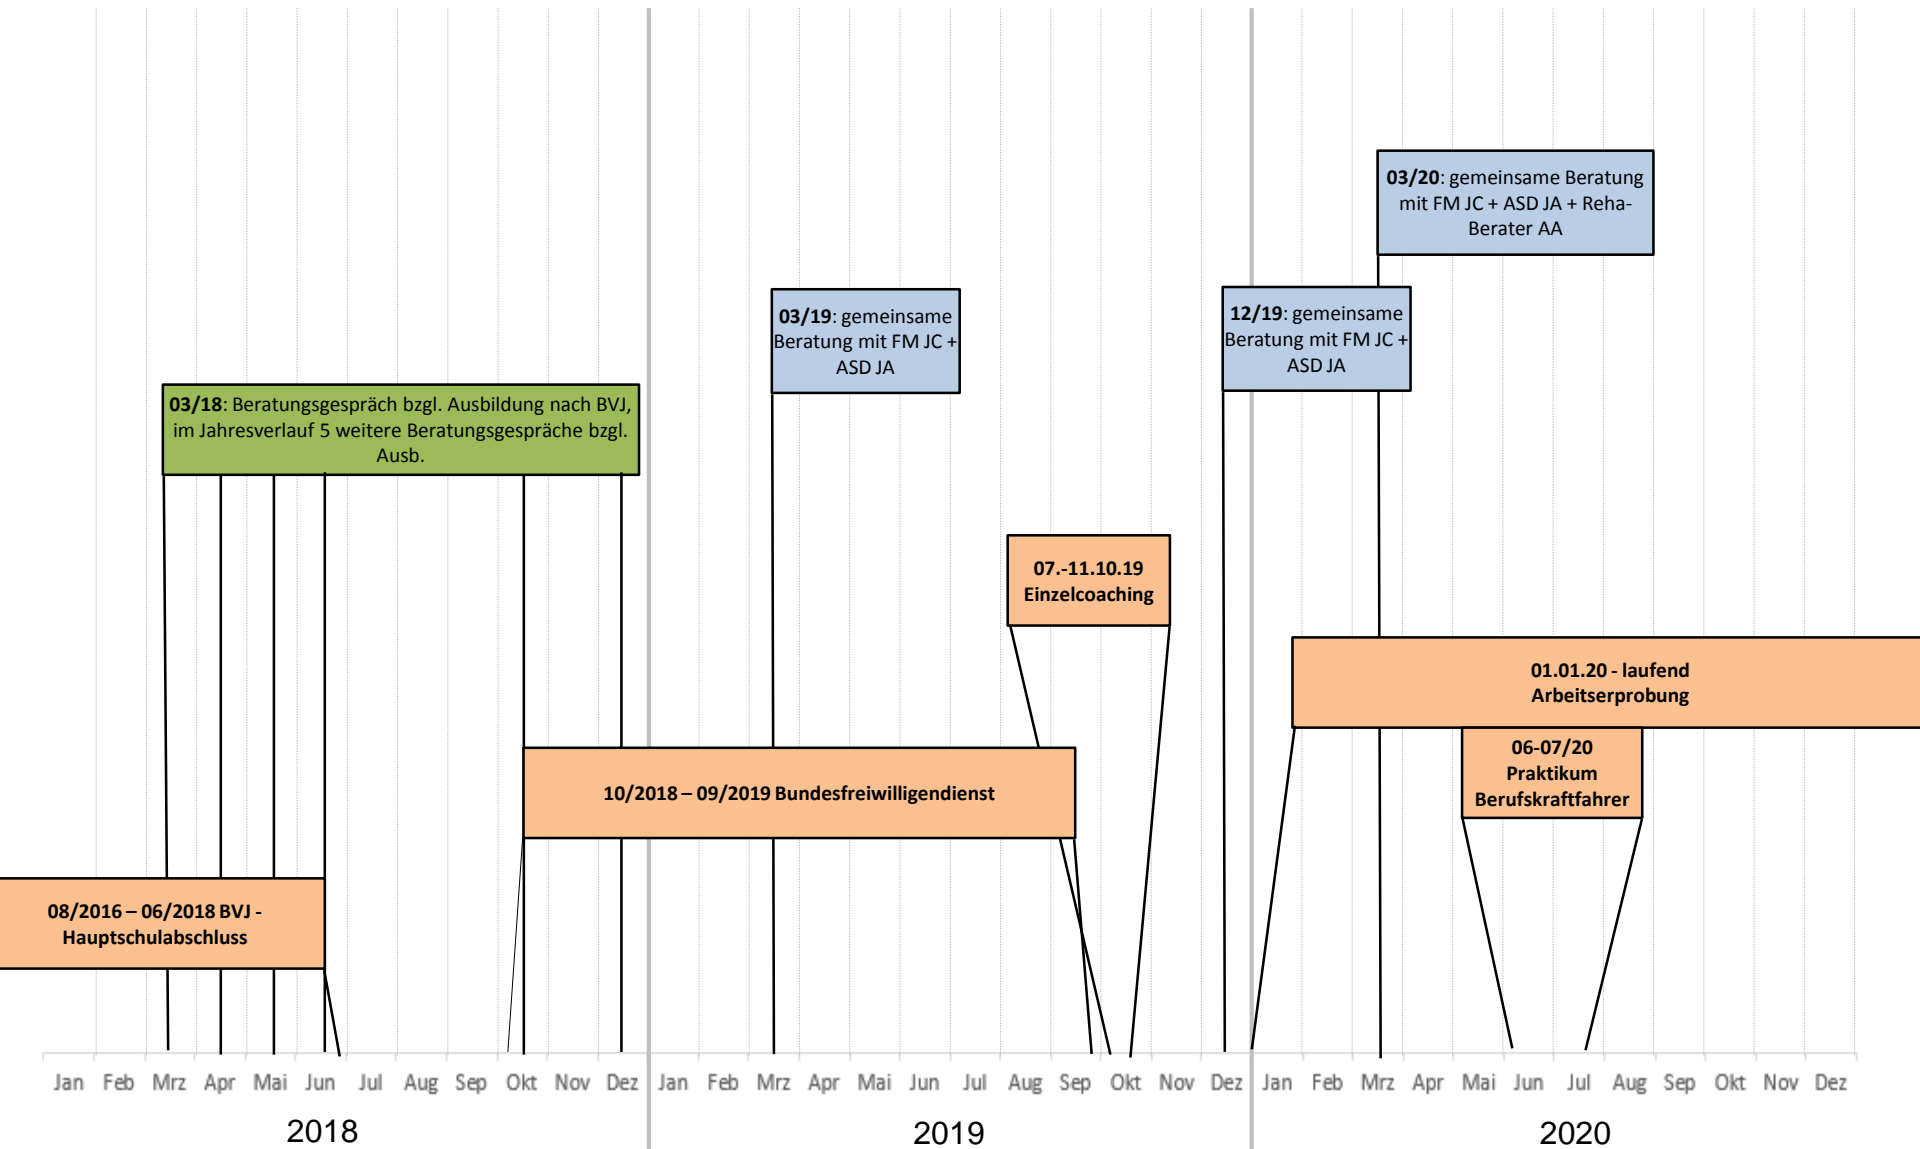 03/20: gemeinsame Beratung
mit FM JC + ASD JA + Reha-
Berater AA
03/19: gemeinsame
Beratung mit FM JC +
ASD JA
12/19: gemeinsame
Beratung mit FM JC +
ASD JA
03/18: Beratungsgespräch bzgl. Ausbildung nach BVJ,
im Jahresverlauf 5 weitere Beratungsgespräche bzgl.
Ausb.
07.-11.10.19
Einzelcoaching
01.01.20 - laufend
Arbeitserprobung
06-07/20
Praktikum
Berufskraftfahrer
10/2018 – 09/2019 Bundesfreiwilligendienst
08/2016 – 06/2018 BVJ -
Hauptschulabschluss
Jan Feb Mrz Apr Mai Jun Jul Aug Sep Okt Nov Dez Jan Feb Mrz Apr Mai Jun Jul Aug Sep Okt Nov Dez Jan Feb Mrz Apr Mai Jun Jul Aug Sep Okt Nov Dez
2018 2019 2020